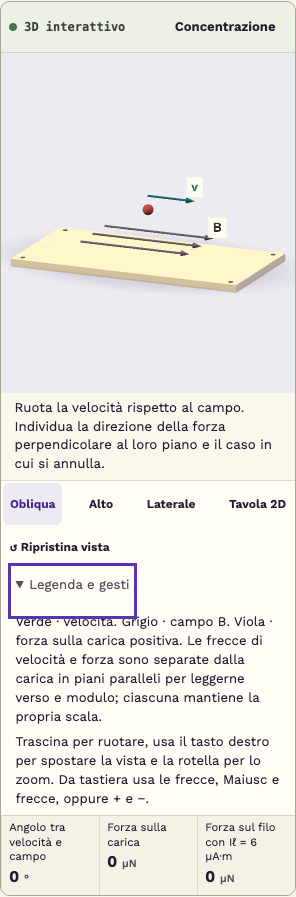 3D interattivo
Concentrazione
v
B
Ruota la velocità rispetto al campo.
Individua la direzione della forza
perpendicolare al loro piano e il caso in
cui si annulla.
Obliqua
Alto
Laterale
Tavola 2D
↺ Ripristina vista
▼ Legenda e gesti
Verde · velocità. Grigio · campo B. Viola ·
forza sulla carica positiva. Le frecce di
velocità e forza sono separate dalla
carica in piani paralleli per leggerne
verso e modulo; ciascuna mantiene la
propria scala.
Trascina per ruotare, usa il tasto destro
per spostare la vista e la rotella per lo
zoom. Da tastiera usa le frecce, Maiusc e
frecce, oppure + e −.
Angolo tra
velocità e
campo
0 °
Forza sulla
carica
0 µN
Forza sul filo
con Iℓ = 6
µA·m
0 µN